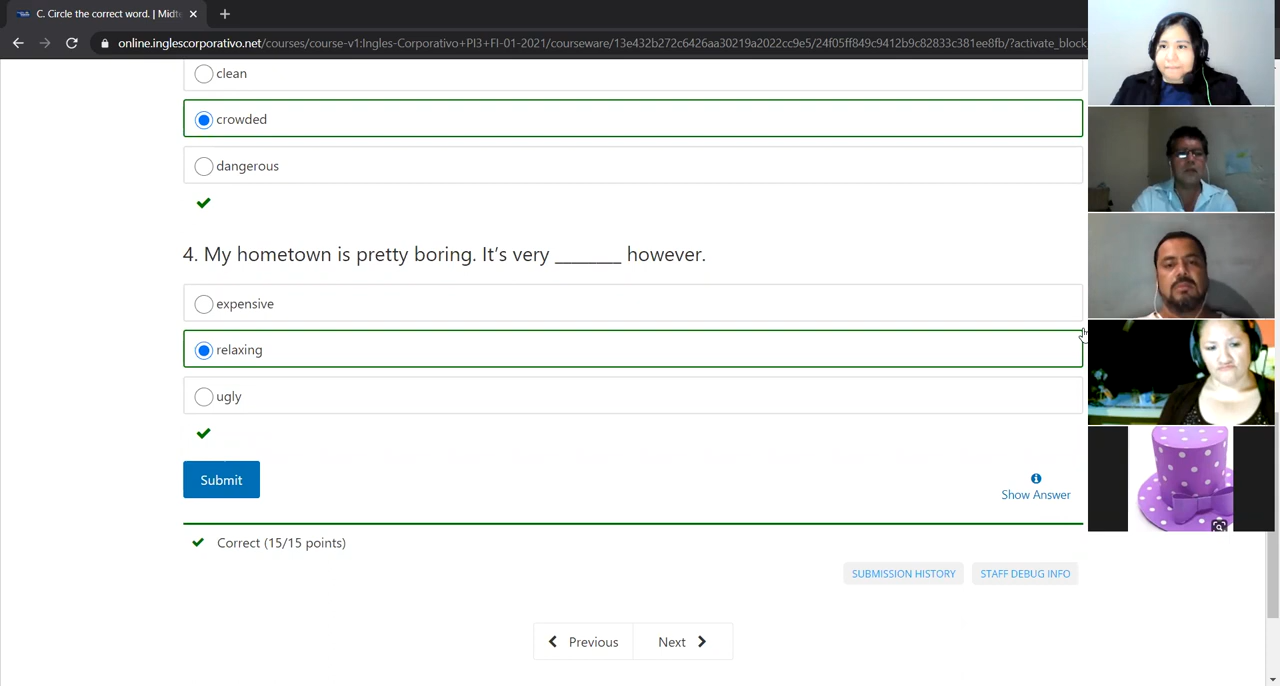 C. Circle the correct word. | Midte
online.inglescorporativo.net/courses/course-v1:Ingles-Corporativo+PI3+FI-01-2021/courseware/13e432b272c6426aa30219a2022cc9e5/24f05ff849c9412b9c82833c381ee8fb/?activate_block
clean
crowded
dangerous
4. My hometown is pretty boring. It’s very _______ however.
expensive
relaxing
ugly
Submit
Show Answer
Correct (15/15 points)
SUBMISSION HISTORY STAFF DEBUG INFO
Previous Next